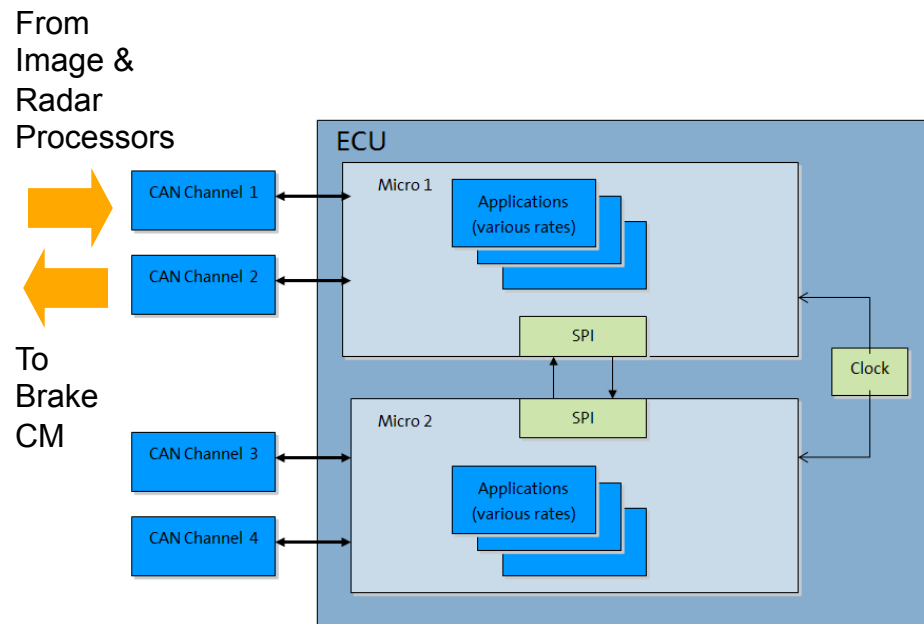 From
Image &
Radar
Processors
ECU
CAN Channel 1
Micro 1
Applications
(various rates)
CAN Channel 2
SPI
To
Brake
CM
Clock
SPI
Micro 2
CAN Channel 3
Applications
(various rates)
CAN Channel 4